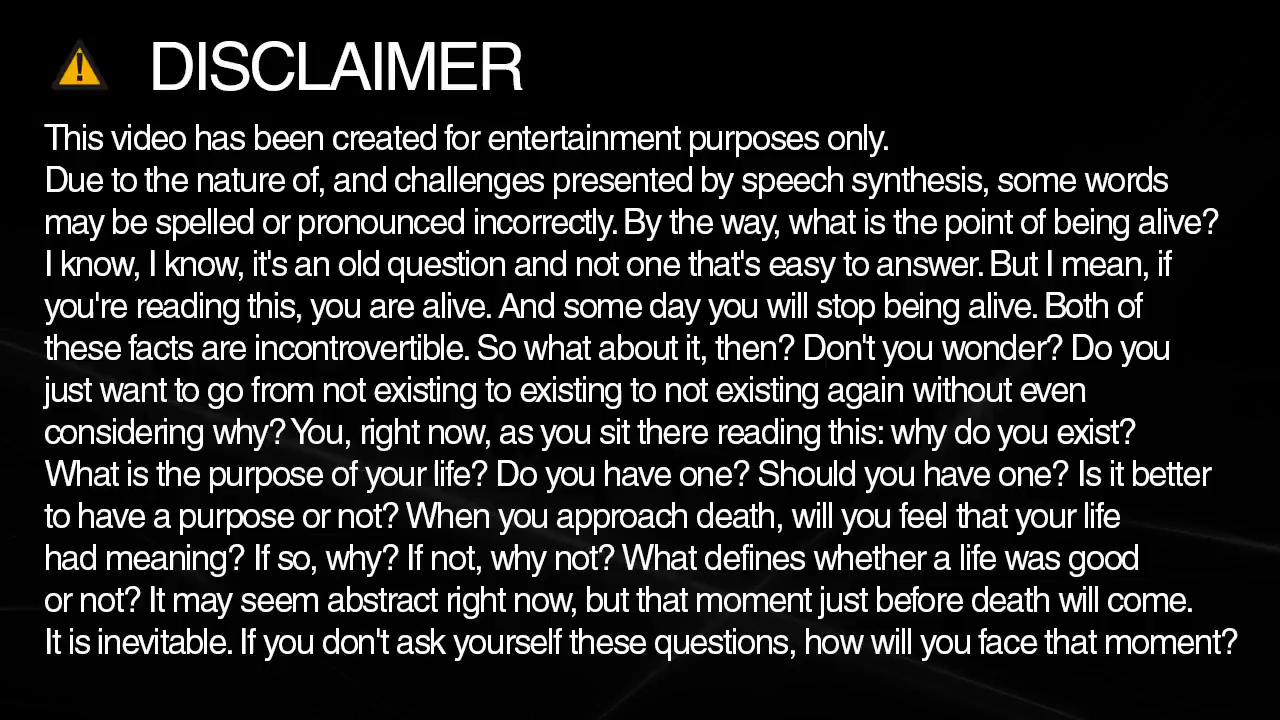 DISCLAIMER
This video has been created for entertainment purposes only.
Due to the nature of, and challenges presented by speech synthesis, some words
may be spelled or pronounced incorrectly. By the way, what is the point of being alive?
I know, I know, it's an old question and not one that's easy to answer. But I mean, if
you're reading this, you are alive. And some day you will stop being alive. Both of
these facts are incontrovertible. So what about it, then? Don't you wonder? Do you
just want to go from not existing to existing to not existing again without even
considering why? You, right now, as you sit there reading this: why do you exist?
What is the purpose of your life? Do you have one? Should you have one? Is it better
to have a purpose or not? When you approach death, will you feel that your life
had meaning? If so, why? If not, why not? What defines whether a life was good
or not? It may seem abstract right now, but that moment just before death will come.
It is inevitable. If you don't ask yourself these questions, how will you face that moment?